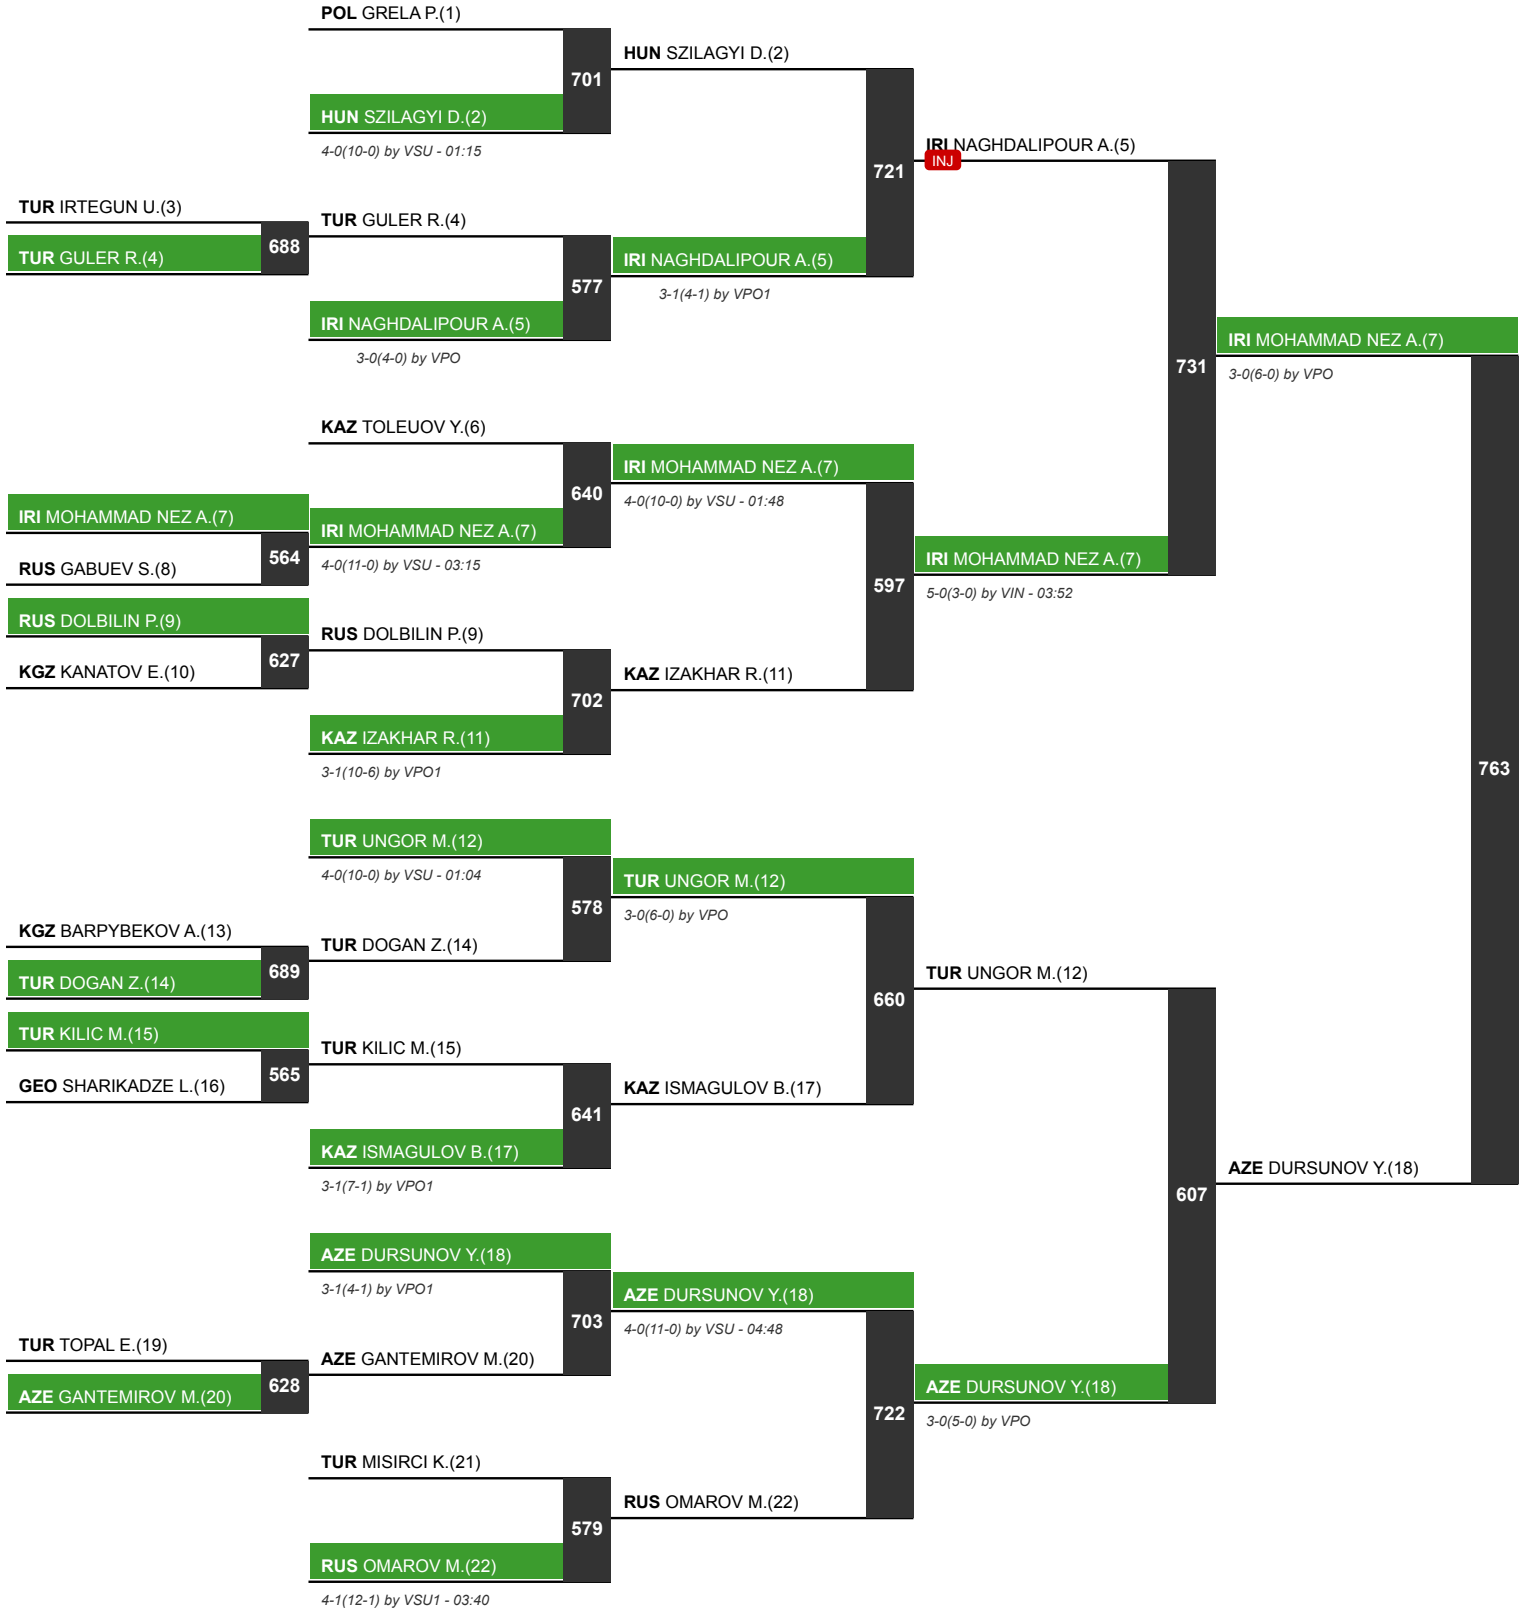 POL GRELA P.(1)
701
HUN SZILAGYI D.(2)
4-0(10-0) by VSU - 01:15
TUR IRTEGUN U.(3)
688
TUR GULER R.(4)
TUR GULER R.(4)
577
IRI NAGHDALIPOUR A.(5)
3-0(4-0) by VPO
KAZ TOLEUOV Y.(6)
640
IRI MOHAMMAD NEZ A.(7)
564
RUS GABUEV S.(8)
IRI MOHAMMAD NEZ A.(7)
4-0(11-0) by VSU - 03:15
RUS DOLBILIN P.(9)
627
KGZ KANATOV E.(10)
RUS DOLBILIN P.(9)
702
KAZ IZAKHAR R.(11)
3-1(10-6) by VPO1
TUR UNGOR M.(12)
4-0(10-0) by VSU - 01:04
578
KGZ BARPYBEKOV A.(13)
689
TUR DOGAN Z.(14)
TUR DOGAN Z.(14)
TUR KILIC M.(15)
565
GEO SHARIKADZE L.(16)
TUR KILIC M.(15)
641
KAZ ISMAGULOV B.(17)
3-1(7-1) by VPO1
AZE DURSUNOV Y.(18)
3-1(4-1) by VPO1
703
TUR TOPAL E.(19)
628
AZE GANTEMIROV M.(20)
AZE GANTEMIROV M.(20)
TUR MISIRCI K.(21)
579
RUS OMAROV M.(22)
4-1(12-1) by VSU1 - 03:40
HUN SZILAGYI D.(2)
721
IRI NAGHDALIPOUR A.(5)
3-1(4-1) by VPO1
IRI MOHAMMAD NEZ A.(7)
4-0(10-0) by VSU - 01:48
597
KAZ IZAKHAR R.(11)
TUR UNGOR M.(12)
3-0(6-0) by VPO
660
KAZ ISMAGULOV B.(17)
AZE DURSUNOV Y.(18)
4-0(11-0) by VSU - 04:48
722
RUS OMAROV M.(22)
IRI NAGHDALIPOUR A.(5)
INJ
731
IRI MOHAMMAD NEZ A.(7)
5-0(3-0) by VIN - 03:52
TUR UNGOR M.(12)
607
AZE DURSUNOV Y.(18)
3-0(5-0) by VPO
IRI MOHAMMAD NEZ A.(7)
3-0(6-0) by VPO
763
AZE DURSUNOV Y.(18)